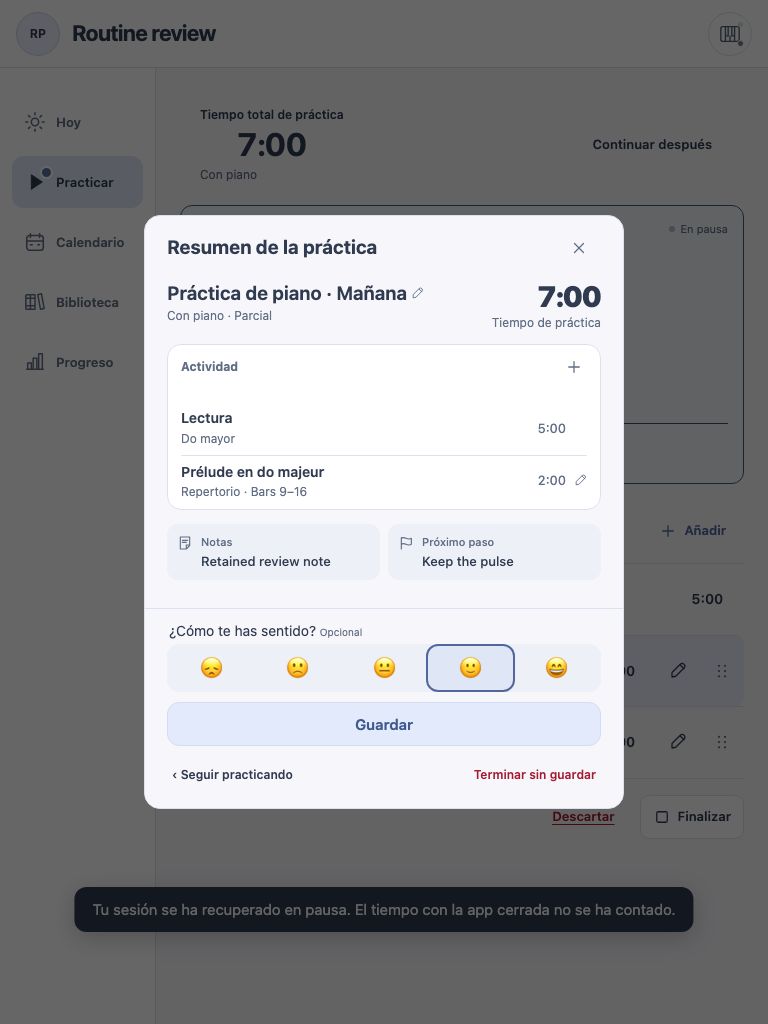 RP
Routine review
Hoy
Practicar
Calendario
Biblioteca
Progreso
Tiempo total de práctica
7:00
Con piano
Continuar después
En pausa
Resumen de la práctica
Práctica de piano · Mañana
Con piano · Parcial
7:00
Tiempo de práctica
Actividad
Lectura
Do mayor
5:00
Prélude en do majeur
Repertorio · Bars 9–16
2:00
Notas
Retained review note
Próximo paso
Keep the pulse
¿Cómo te has sentido? Opcional
Guardar
‹ Seguir practicando
Terminar sin guardar
Añadir
5:00
Descartar
Finalizar
Tu sesión se ha recuperado en pausa. El tiempo con la app cerrada no se ha contado.